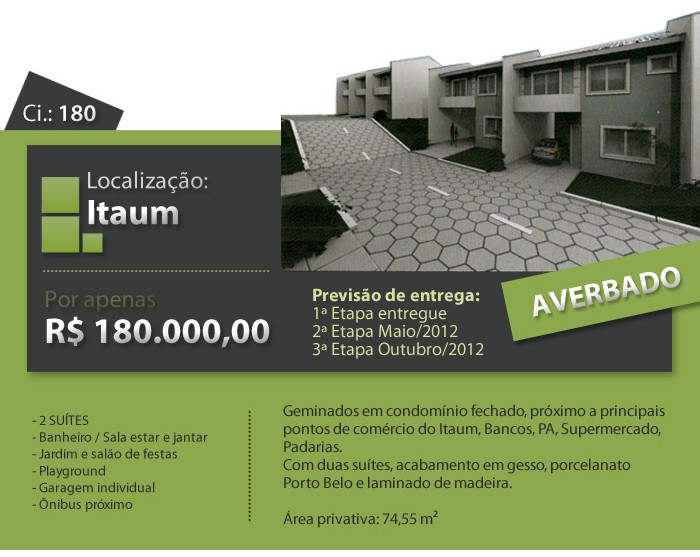 Ci.: 180
Localização:
Itaum
Por apenas
R$ 180.000,00
Previsão de entrega:
1ª Etapa entregue
2ª Etapa Maio/2012
3ª Etapa Outubro/2012
AVERBADO
- 2 SUÍTES
- Banheiro / Sala estar e jantar
- Jardim e salão de festas
- Playground
- Garagem individual
- Ônibus próximo
Geminados em condomínio fechado, próximo a principais
pontos de comércio do Itaum, Bancos, PA, Supermercado,
Padarias.
Com duas suítes, acabamento em gesso, porcelanato
Porto Belo e laminado de madeira.
Área privativa: 74,55 m²